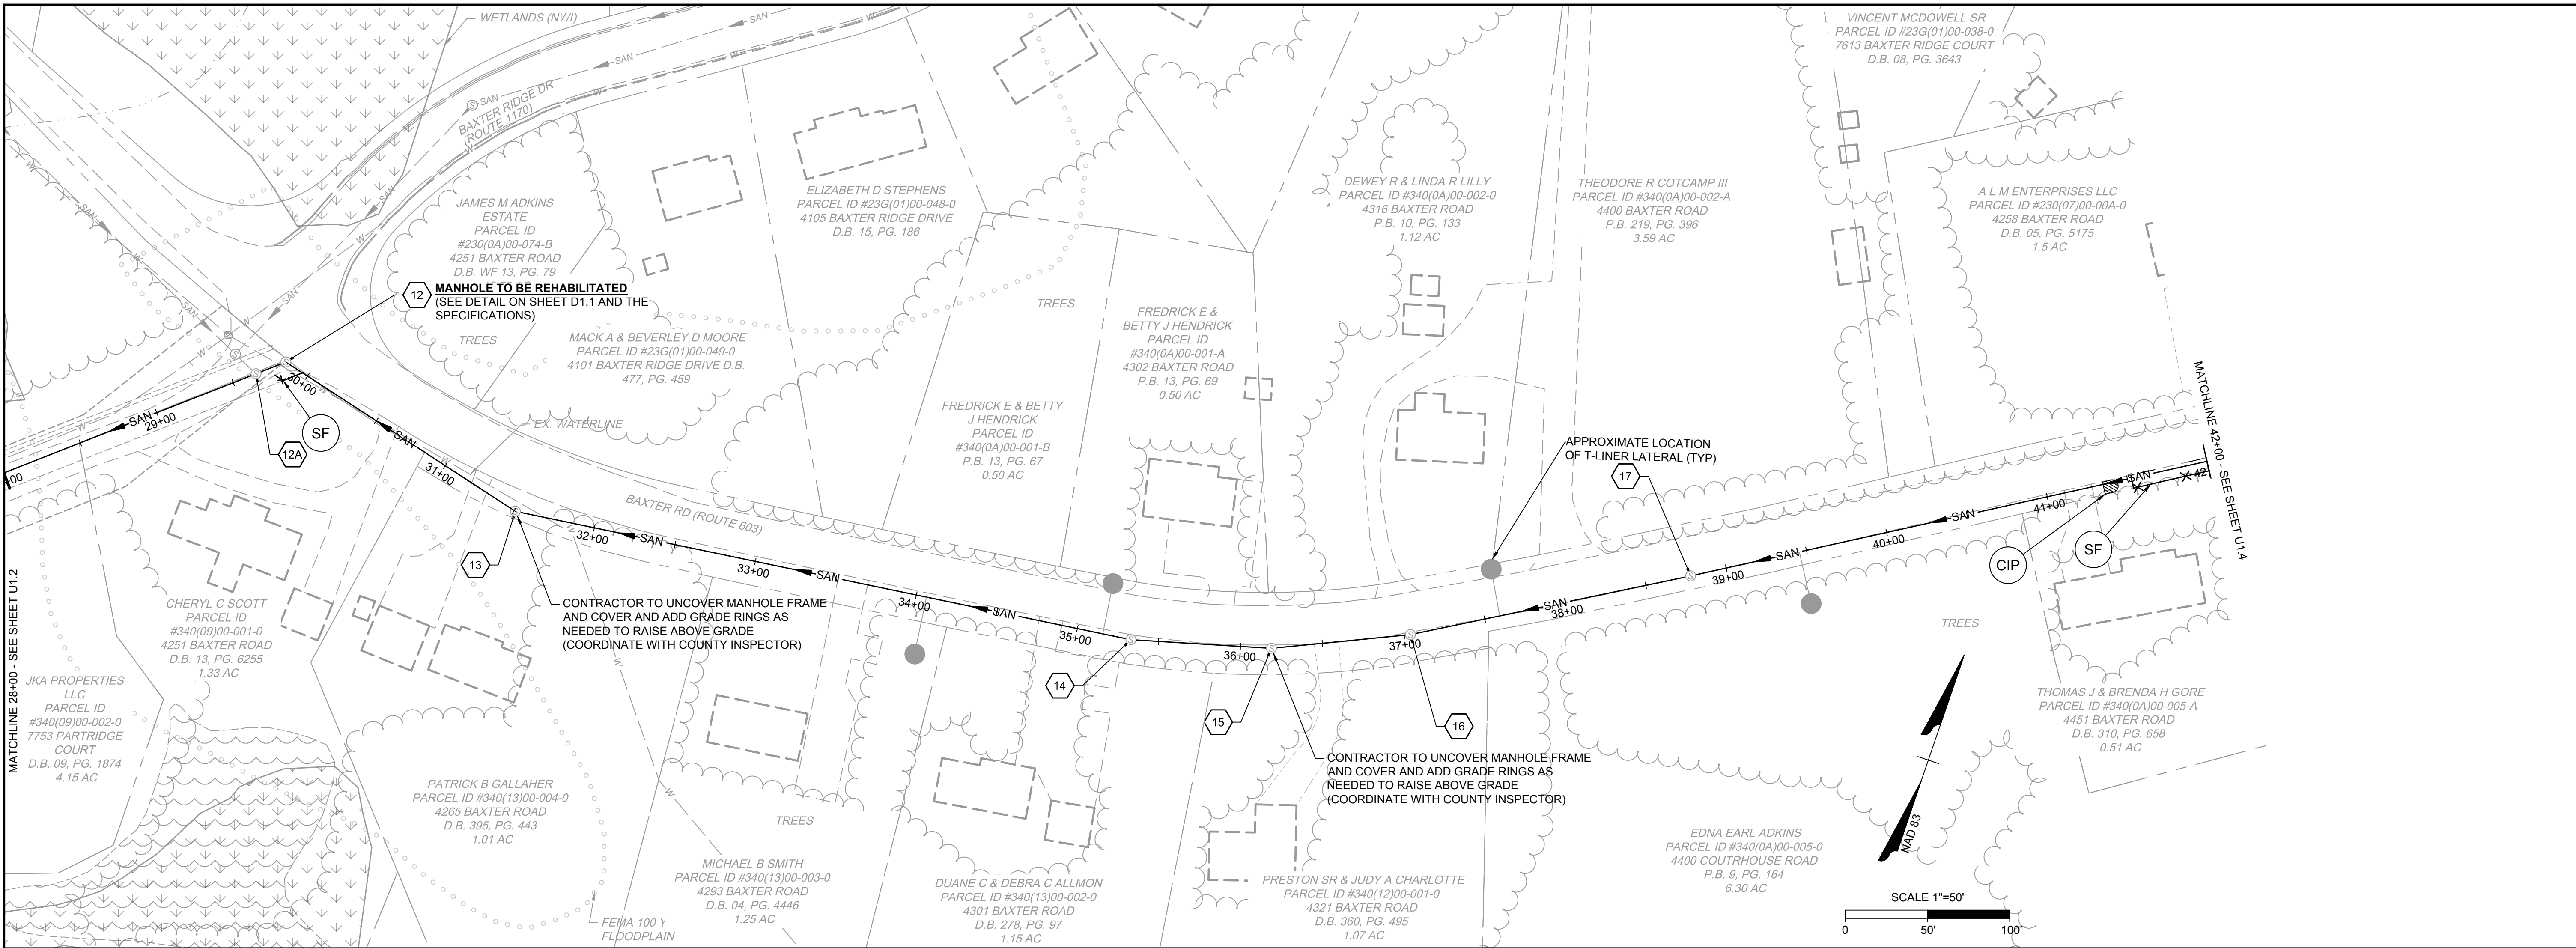 WETLANDS (NWI)
SAN
SAN
W
W
SAN
SAN
W
BAXTER RIDGE DR
(ROUTE 1170)
W
W
SAN
SAN
SAN
W
SAN
VINCENT MCDOWELL SR
PARCEL ID #23G(01)00-038-0
7613 BAXTER RIDGE COURT
D.B. 08, PG. 3643
JAMES M ADKINS
ESTATE
PARCEL ID
#230(0A)00-074-B
4251 BAXTER ROAD
D.B. WF 13, PG. 79
ELIZABETH D STEPHENS
PARCEL ID #23G(01)00-048-0
4105 BAXTER RIDGE DRIVE
D.B. 15, PG. 186
DEWEY R & LINDA R LILLY
PARCEL ID #340(0A)00-002-0
4316 BAXTER ROAD
P.B. 10, PG. 133
1.12 AC
THEODORE R COTCAMP III
PARCEL ID #340(0A)00-002-A
4400 BAXTER ROAD
P.B. 219, PG. 396
3.59 AC
A L M ENTERPRISES LLC
PARCEL ID #230(07)00-00A-0
4258 BAXTER ROAD
D.B. 05, PG. 5175
1.5 AC
12
MANHOLE TO BE REHABILITATED
(SEE DETAIL ON SHEET D1.1 AND THE
SPECIFICATIONS)
TREES
TREES
MACK A & BEVERLEY D MOORE
PARCEL ID #23G(01)00-049-0
4101 BAXTER RIDGE DRIVE D.B.
477, PG. 459
FREDRICK E &
BETTY J HENDRICK
PARCEL ID
#340(0A)00-001-A
4302 BAXTER ROAD
P.B. 13, PG. 69
0.50 AC
FREDRICK E & BETTY
J HENDRICK
PARCEL ID
#340(0A)00-001-B
P.B. 13, PG. 67
0.50 AC
EX. WATERLINE
BAXTER RD (ROUTE 603)
APPROXIMATE LOCATION
OF T-LINER LATERAL (TYP)
17
MATCHLINE 42+00 - SEE SHEET U1.4
00
SAN
29+00
30+00
SF
12A
SAN
31+00
13
32+00
SAN
33+00
SAN
34+00
SAN
35+00
14
36+00
15
37+00
16
SAN
38+00
39+00
SAN
40+00
SAN
41+00
SAN
42
CIP
SF
CONTRACTOR TO UNCOVER MANHOLE FRAME
AND COVER AND ADD GRADE RINGS AS
NEEDED TO RAISE ABOVE GRADE
(COORDINATE WITH COUNTY INSPECTOR)
CONTRACTOR TO UNCOVER MANHOLE FRAME
AND COVER AND ADD GRADE RINGS AS
NEEDED TO RAISE ABOVE GRADE
(COORDINATE WITH COUNTY INSPECTOR)
MATCHLINE 28+00 - SEE SHEET U1.2
CHERYL C SCOTT
PARCEL ID
#340(09)00-001-0
4251 BAXTER ROAD
D.B. 13, PG. 6255
1.33 AC
JKA PROPERTIES
LLC
PARCEL ID
#340(09)00-002-0
7753 PARTRIDGE
COURT
D.B. 09, PG. 1874
4.15 AC
PATRICK B GALLAHER
PARCEL ID #340(13)00-004-0
4265 BAXTER ROAD
D.B. 395, PG. 443
1.01 AC
TREES
MICHAEL B SMITH
PARCEL ID #340(13)00-003-0
4293 BAXTER ROAD
D.B. 04, PG. 4446
1.25 AC
FEMA 100 Y
FLOODPLAIN
DUANE C & DEBRA C ALLMON
PARCEL ID #340(13)00-002-0
4301 BAXTER ROAD
D.B. 278, PG. 97
1.15 AC
PRESTON SR & JUDY A CHARLOTTE
PARCEL ID #340(12)00-001-0
4321 BAXTER ROAD
D.B. 360, PG. 495
1.07 AC
TREES
EDNA EARL ADKINS
PARCEL ID #340(0A)00-005-0
4400 COUTRHOUSE ROAD
P.B. 9, PG. 164
6.30 AC
THOMAS J & BRENDA H GORE
PARCEL ID #340(0A)00-005-A
4451 BAXTER ROAD
D.B. 310, PG. 658
0.51 AC
NAD 83
SCALE 1"=50'
0 50' 100'